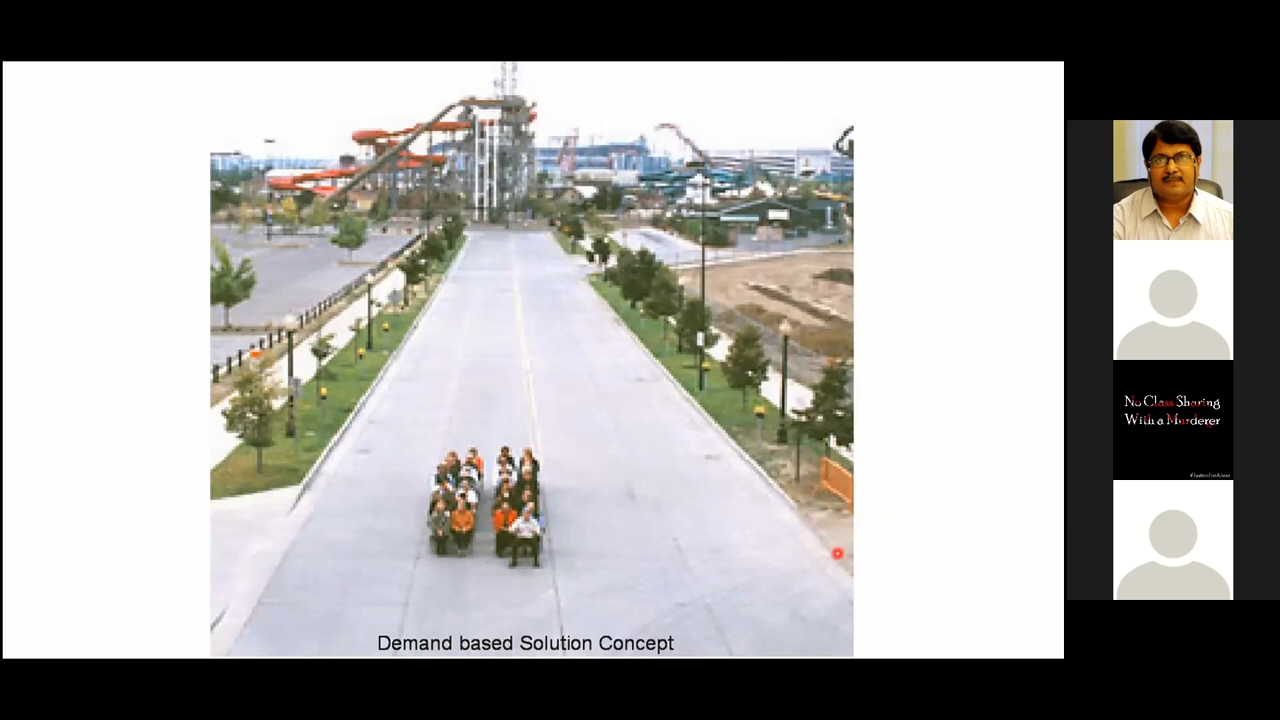 Demand based Solution Concept
No Class Sharing
With a Murderer